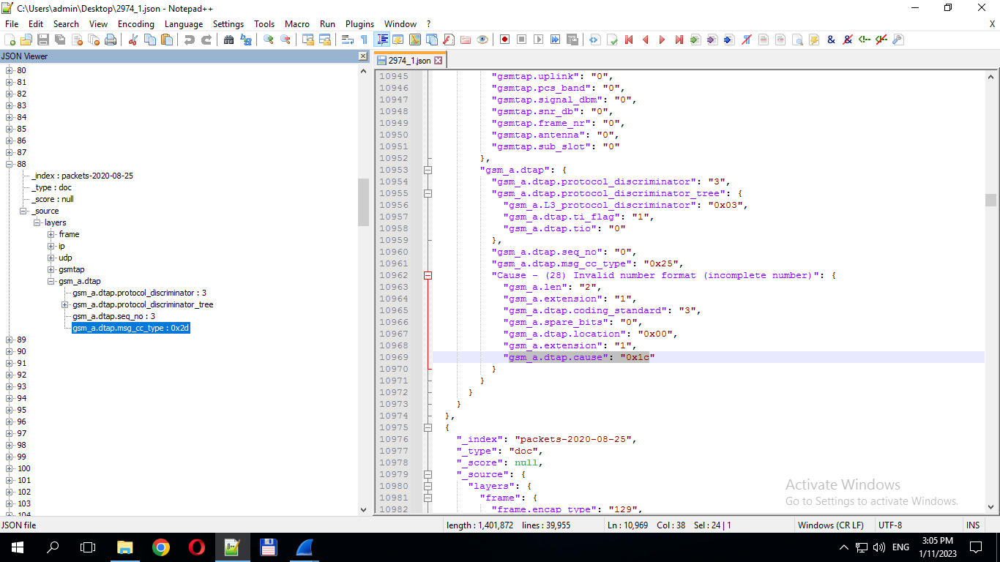 C:\Users\admin\Desktop\2974_1.json - Notepad++
File Edit Search View Encoding Language Settings Tools Macro Run Plugins Window ? X
JSON Viewer
80
81
82
83
84
85
86
87
88
_index : packets-2020-08-25
_type : doc
_score : null
_source
layers
frame
ip
udp
gsmtap
gsm_a.dtap
gsm_a.dtap.protocol_discriminator : 3
gsm_a.dtap.protocol_discriminator_tree
gsm_a.dtap.seq_no : 3
gsm_a.dtap.msg_cc_type : 0x2d
89
90
91
92
93
94
95
96
97
98
99
100
101
102
103
104
2974_1.json
10945 "gsmtap.uplink": "0",
10946 "gsmtap.pcs_band": "0",
10947 "gsmtap.signal_dbm": "0",
10948 "gsmtap.snr_db": "0",
10949 "gsmtap.frame_nr": "0",
10950 "gsmtap.antenna": "0",
10951 "gsmtap.sub_slot": "0"
10952 },
10953 "gsm_a.dtap": {
10954 "gsm_a.dtap.protocol_discriminator": "3",
10955 "gsm_a.dtap.protocol_discriminator_tree": {
10956 "gsm_a.L3_protocol_discriminator": "0x03",
10957 "gsm_a.dtap.ti_flag": "1",
10958 "gsm_a.dtap.tio": "0"
10959 },
10960 "gsm_a.dtap.seq_no": "0",
10961 "gsm_a.dtap.msg_cc_type": "0x25",
10962 "Cause - (28) Invalid number format (incomplete number)": {
10963 "gsm_a.len": "2",
10964 "gsm_a.extension": "1",
10965 "gsm_a.dtap.coding_standard": "3",
10966 "gsm_a.spare_bits": "0",
10967 "gsm_a.dtap.location": "0x00",
10968 "gsm_a.extension": "1",
10969 "gsm_a.dtap.cause": "0x1c"
10970 }
10971 }
10972 }
10973 }
10974 },
10975 {
10976 "_index": "packets-2020-08-25",
10977 "_type": "doc",
10978 "_score": null,
10979 "_source": {
10980 "layers": {
10981 "frame": {
10982 "frame.encap_type": "129",
Activate Windows
Go to Settings to activate Windows.
JSON file length : 1,401,872 lines : 39,955 Ln : 10,969 Col : 38 Sel : 24 | 1 Windows (CR LF) UTF-8 INS
ENG
3:05 PM
1/11/2023